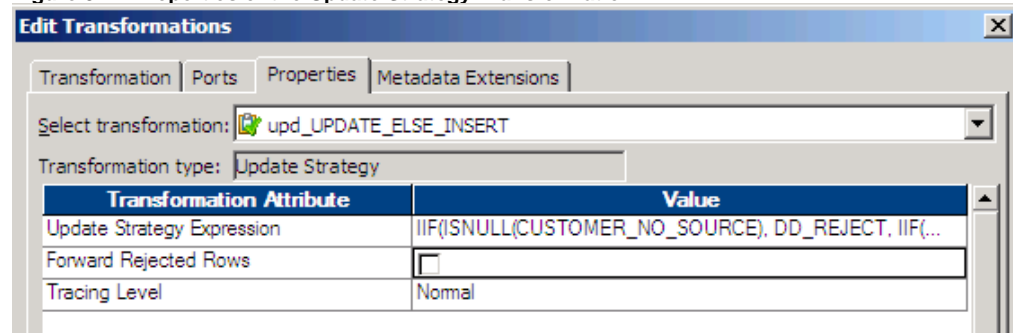 Edit Transformations
Transformation Ports Properties Metadata Extensions
Select transformation: upd_UPDATE_ELSE_INSERT
Transformation type: Update Strategy
Transformation Attribute Value
Update Strategy Expression IIF(ISNULL(CUSTOMER_NO_SOURCE), DD_REJECT, IIF(...
Forward Rejected Rows
Tracing Level Normal